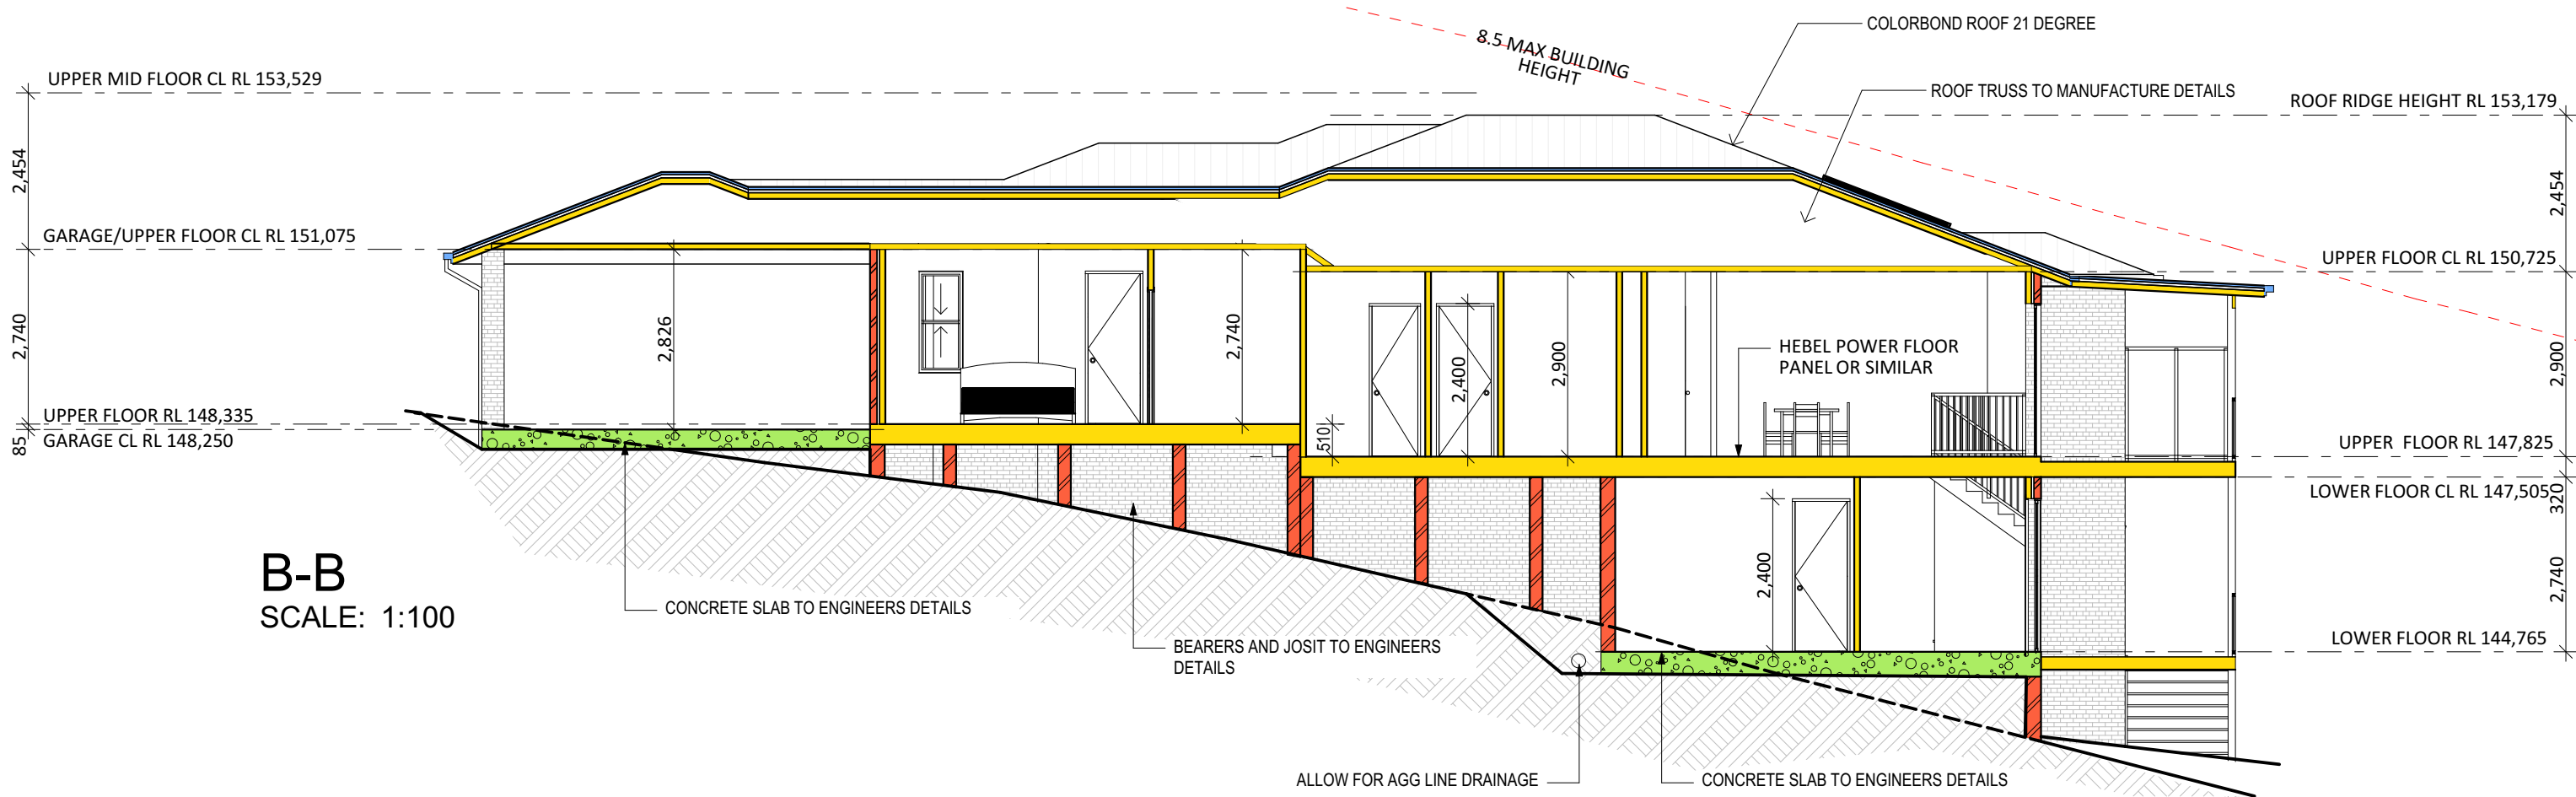 COLORBOND ROOF 21 DEGREE
8.5 MAX BUILDING
HEIGHT
UPPER MID FLOOR CL RL 153,529
ROOF TRUSS TO MANUFACTURE DETAILS
ROOF RIDGE HEIGHT RL 153,179
2,454
2,454
GARAGE/UPPER FLOOR CL RL 151,075
UPPER FLOOR CL RL 150,725
2,740
2,826
2,740
2,400
2,900
HEBEL POWER FLOOR
PANEL OR SIMILAR
2,900
UPPER FLOOR RL 148,335
85
GARAGE CL RL 148,250
510
UPPER FLOOR RL 147,825
LOWER FLOOR CL RL 147,505
320
B-B
SCALE: 1:100
2,400
2,740
CONCRETE SLAB TO ENGINEERS DETAILS
BEARERS AND JOSIT TO ENGINEERS
DETAILS
LOWER FLOOR RL 144,765
ALLOW FOR AGG LINE DRAINAGE
CONCRETE SLAB TO ENGINEERS DETAILS